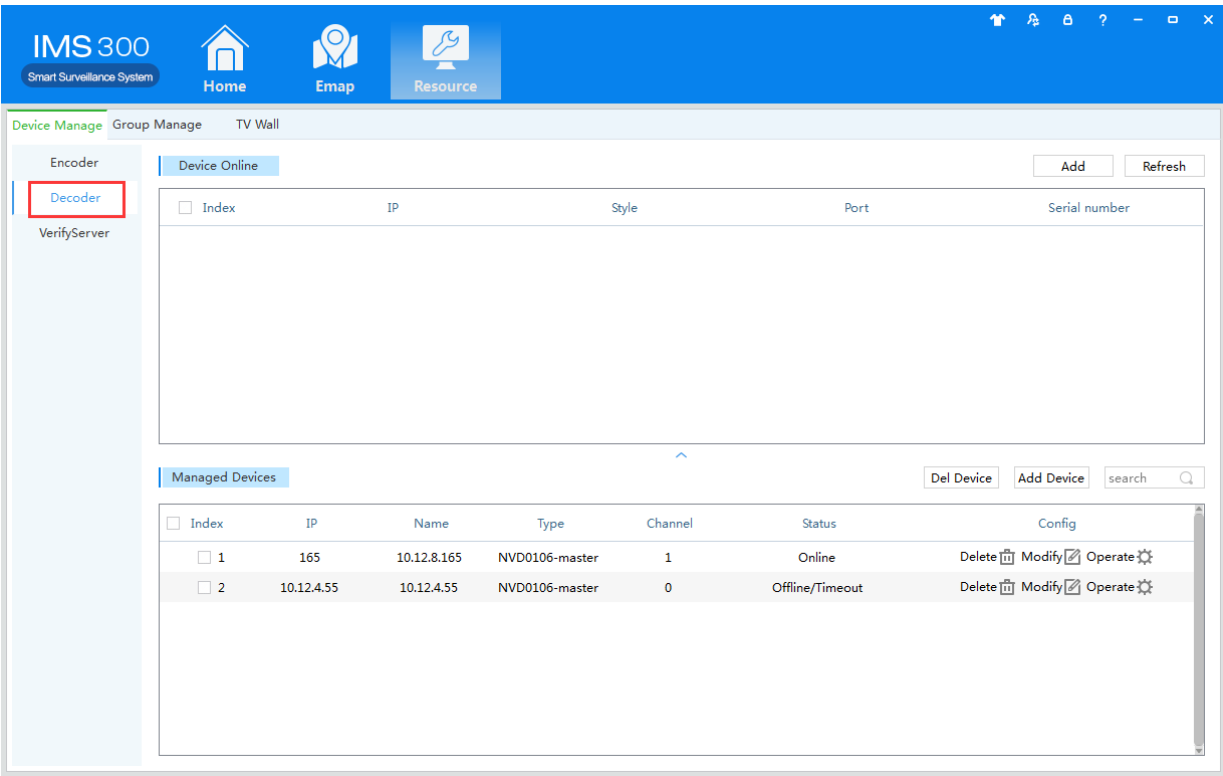 IMS 300
Smart Surveillance System
Home
Emap
Resource
?
Device Manage Group Manage TV Wall
Encoder
Decoder
VerifyServer
Device Online
Add Refresh
Index IP Style Port Serial number
Managed Devices
Del Device Add Device search
Index IP Name Type Channel Status Config
1 165 10.12.8.165 NVD0106-master 1 Online Delete Modify Operate
2 10.12.4.55 10.12.4.55 NVD0106-master 0 Offline/Timeout Delete Modify Operate